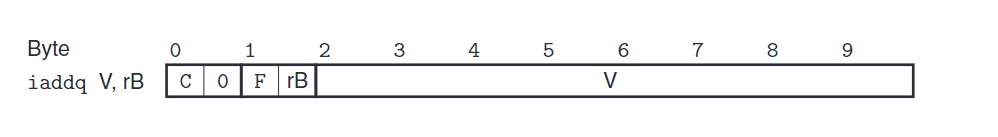 Byte 0 1 2 3 4 5 6 7 8 9
iaddq V, rB C 0 F rB V